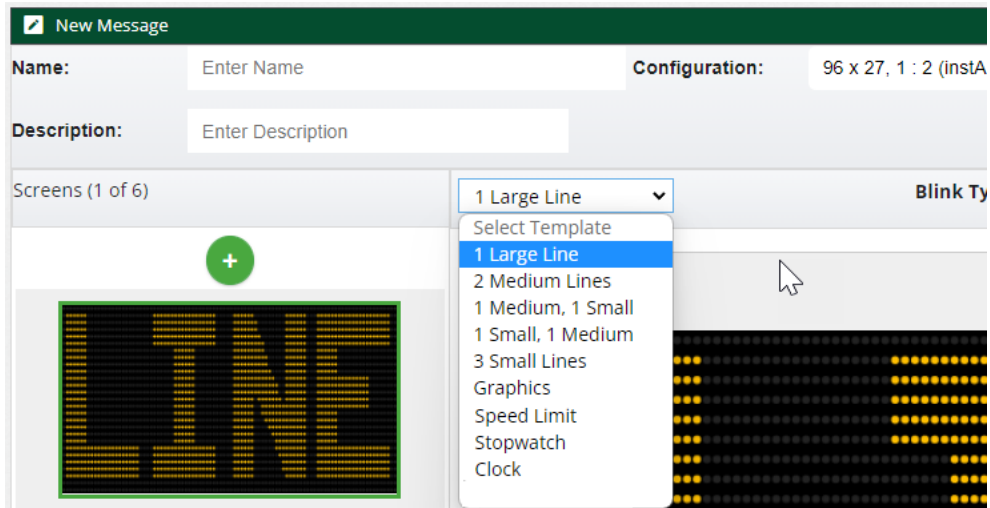 New Message
Name: Enter Name Configuration: 96 x 27, 1 : 2 (instA
Description: Enter Description
Screens (1 of 6) 1 Large Line Blink Ty
Select Template
1 Large Line
2 Medium Lines
1 Medium, 1 Small
1 Small, 1 Medium
3 Small Lines
Graphics
Speed Limit
Stopwatch
Clock
+
LINE